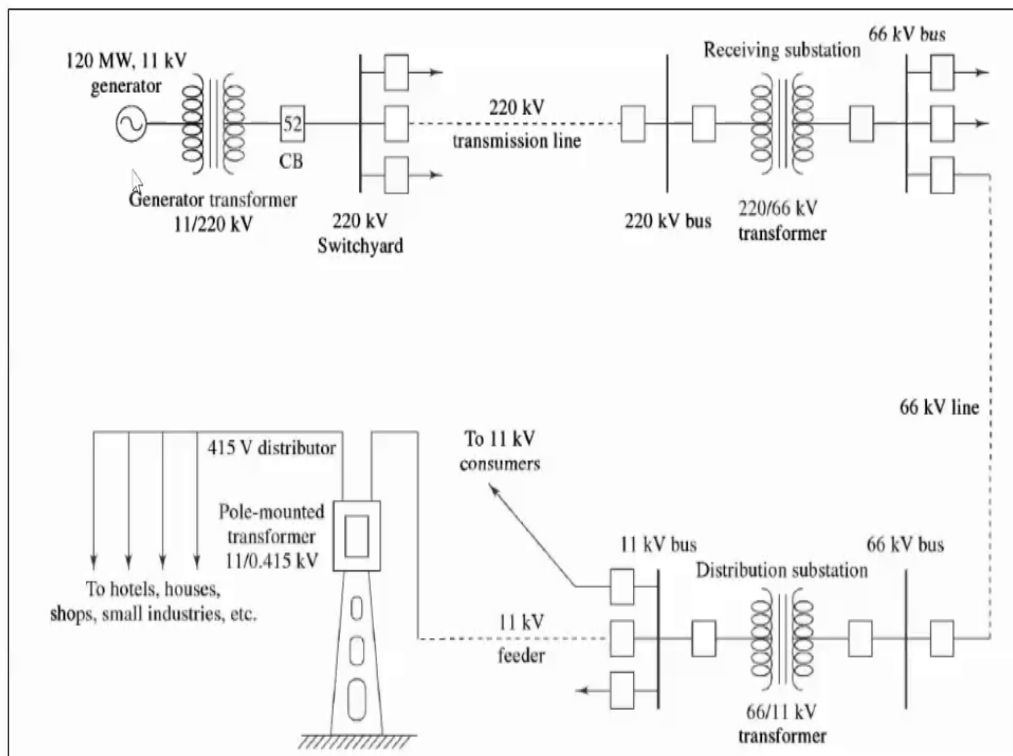 120 MW, 11 kV
generator
52
CB
Generator transformer
11/220 kV
220 kV
Switchyard
220 kV
transmission line
220 kV bus
Receiving substation
220/66 kV
transformer
66 kV bus
66 kV line
415 V distributor
Pole-mounted
transformer
11/0.415 kV
To hotels, houses,
shops, small industries, etc.
To 11 kV
consumers
11 kV
feeder
11 kV bus
Distribution substation
66/11 kV
transformer
66 kV bus